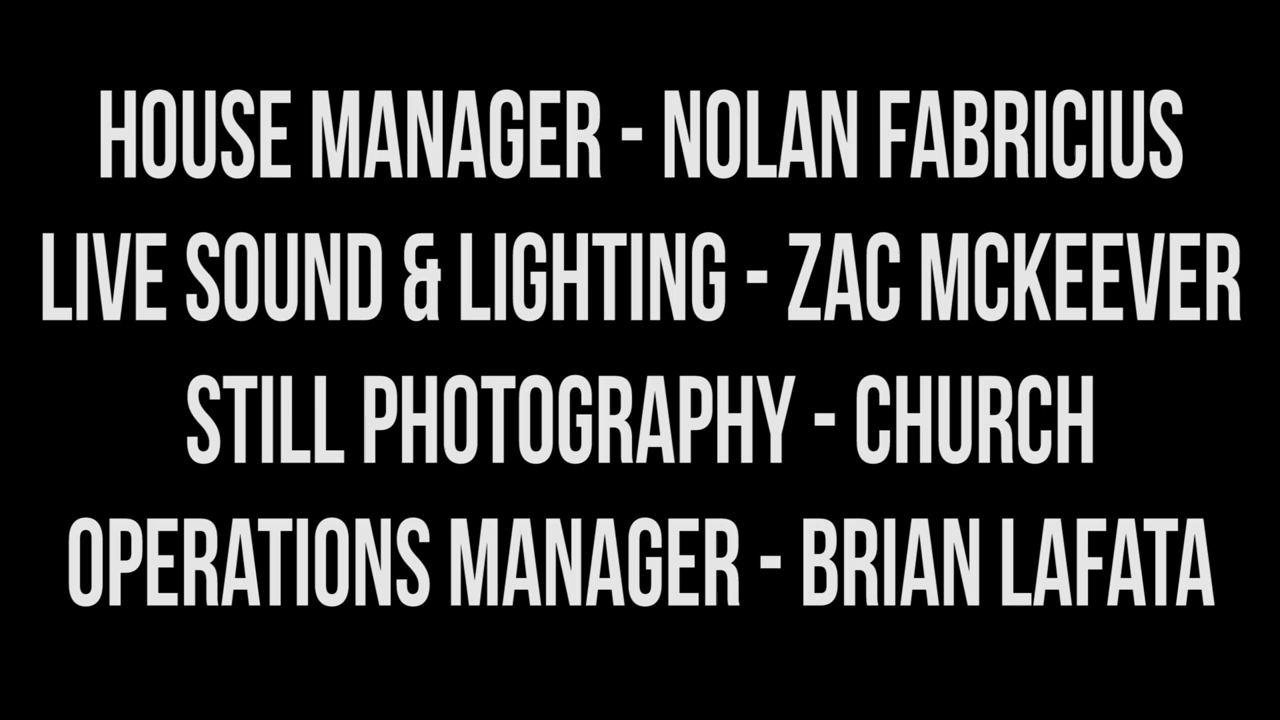 HOUSE MANAGER - NOLAN FABRICIUS
LIVE SOUND & LIGHTING - ZAC MCKEEVER
STILL PHOTOGRAPHY - CHURCH
OPERATIONS MANAGER - BRIAN LAFATA